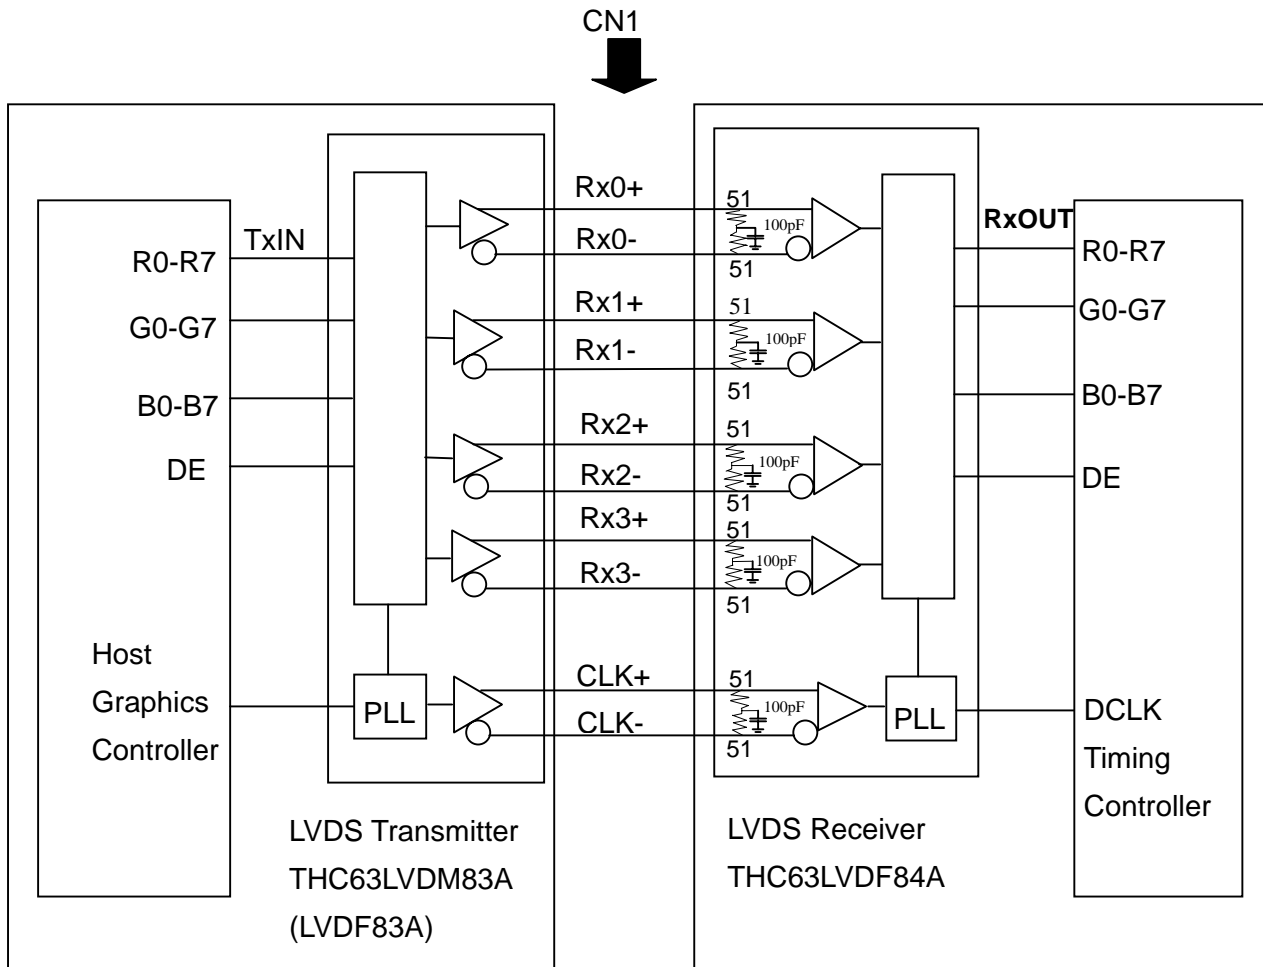 CN1
TxIN
R0-R7
G0-G7
B0-B7
DE
Host
Graphics
Controller
PLL
LVDS Transmitter
THC63LVDM83A
(LVDF83A)
Rx0+
Rx0-
Rx1+
Rx1-
Rx2+
Rx2-
Rx3+
Rx3-
CLK+
CLK-
51
100pF
51
51
100pF
51
51
100pF
51
51
100pF
51
51
100pF
51
PLL
LVDS Receiver
THC63LVDF84A
RxOUT
R0-R7
G0-G7
B0-B7
DE
DCLK
Timing
Controller